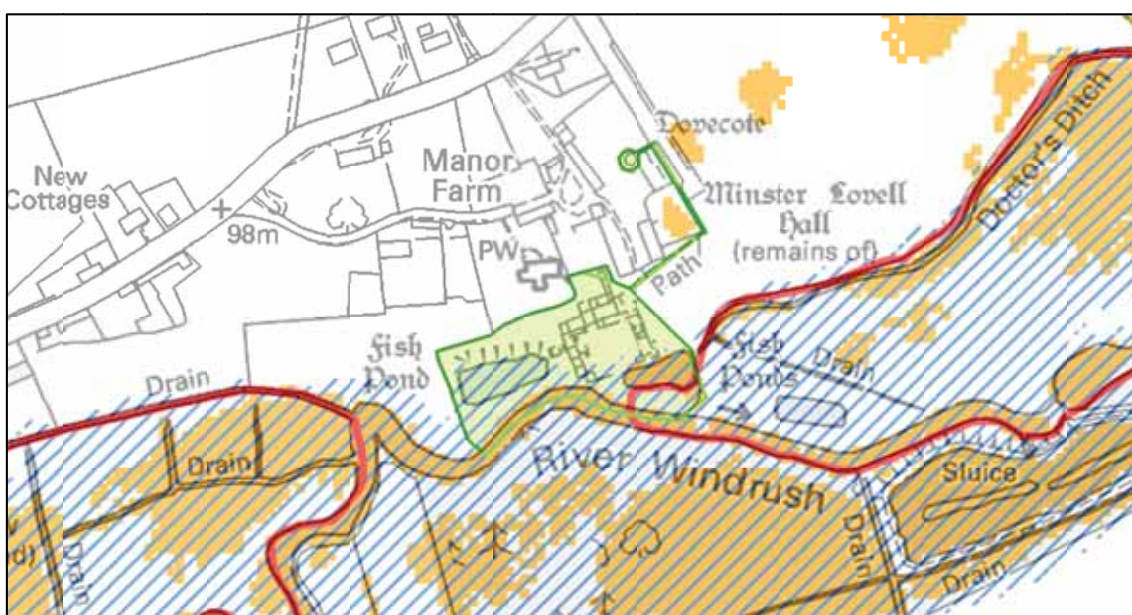 Dovecote
Manor
Farm
New
Cottages
98m
PW
Minster Lovell
Hall
(remains of)
Path
Doctor's Ditch
Fish
Pond
Fish
Ponds
Drain
Drain
Drain
River Windrush
Sluice
Drain
Drain
Drain